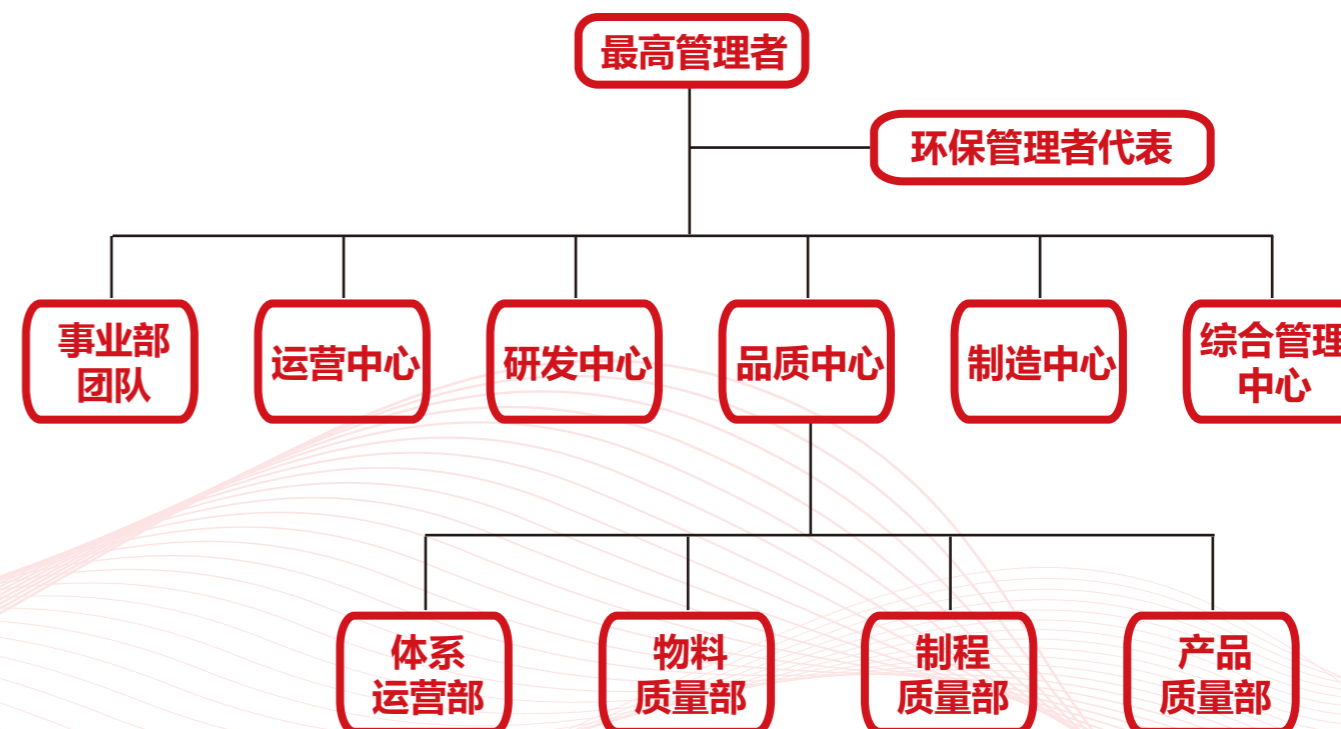 最高管理者
环保管理者代表
事业部
团队
运营中心
研发中心
品质中心
制造中心
综合管理
中心
体系
运营部
物料
质量部
制程
质量部
产品
质量部